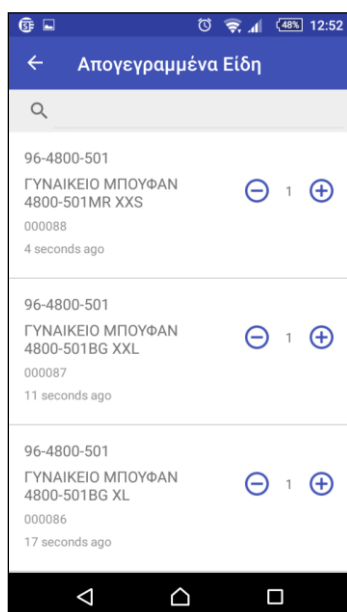 48% 12:52
Απογεγραμμένα Είδη
96-4800-501
ΓΥΝΑΙΚΕΙΟ ΜΠΟΥΦΑΝ
4800-501MR XXS
1
000088
4 seconds ago
96-4800-501
ΓΥΝΑΙΚΕΙΟ ΜΠΟΥΦΑΝ
4800-501BG XXL
1
000087
11 seconds ago
96-4800-501
ΓΥΝΑΙΚΕΙΟ ΜΠΟΥΦΑΝ
4800-501BG XL
1
000086
17 seconds ago